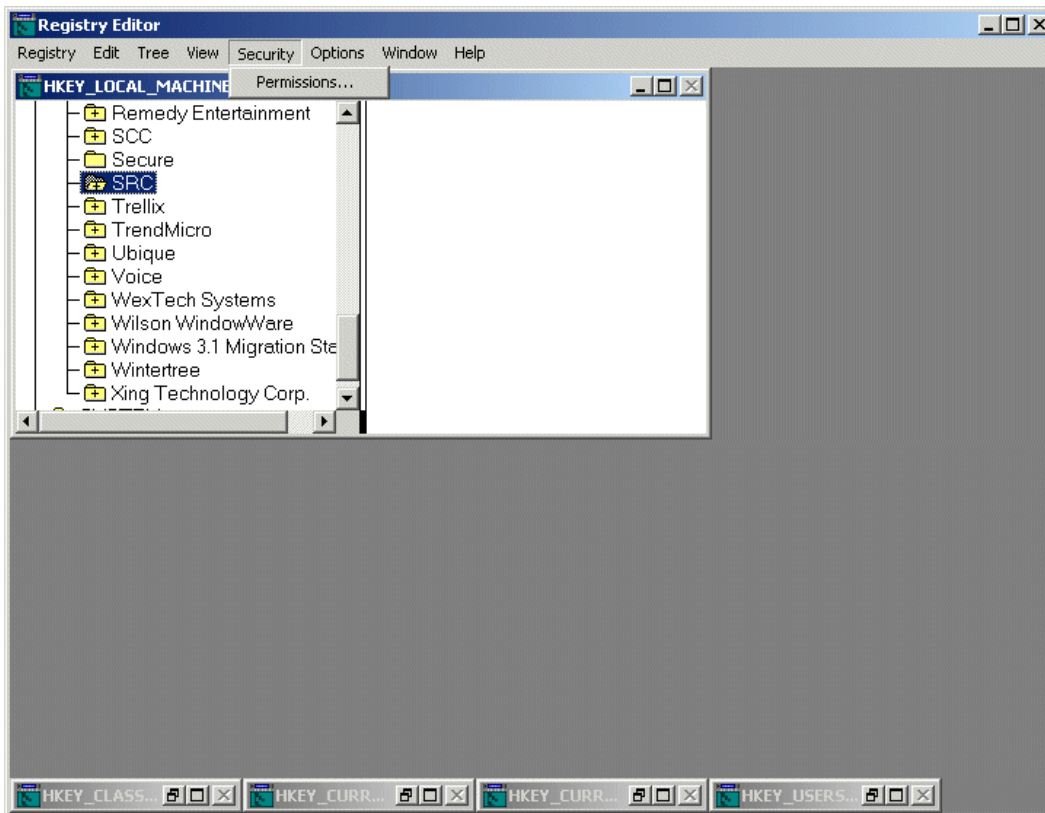 Registry Editor
Registry Edit Tree View Security Options Window Help
HKEY_LOCAL_MACHINE
Permissions...
Remedy Entertainment
SCC
Secure
SRC
Trellix
TrendMicro
Ubique
Voice
WexTech Systems
Wilson WindowWare
Windows 3.1 Migration Sta
Wintertree
Xing Technology Corp.
HKEY_CLASS... HKEY_CURR... HKEY_CURR... HKEY_USERS...